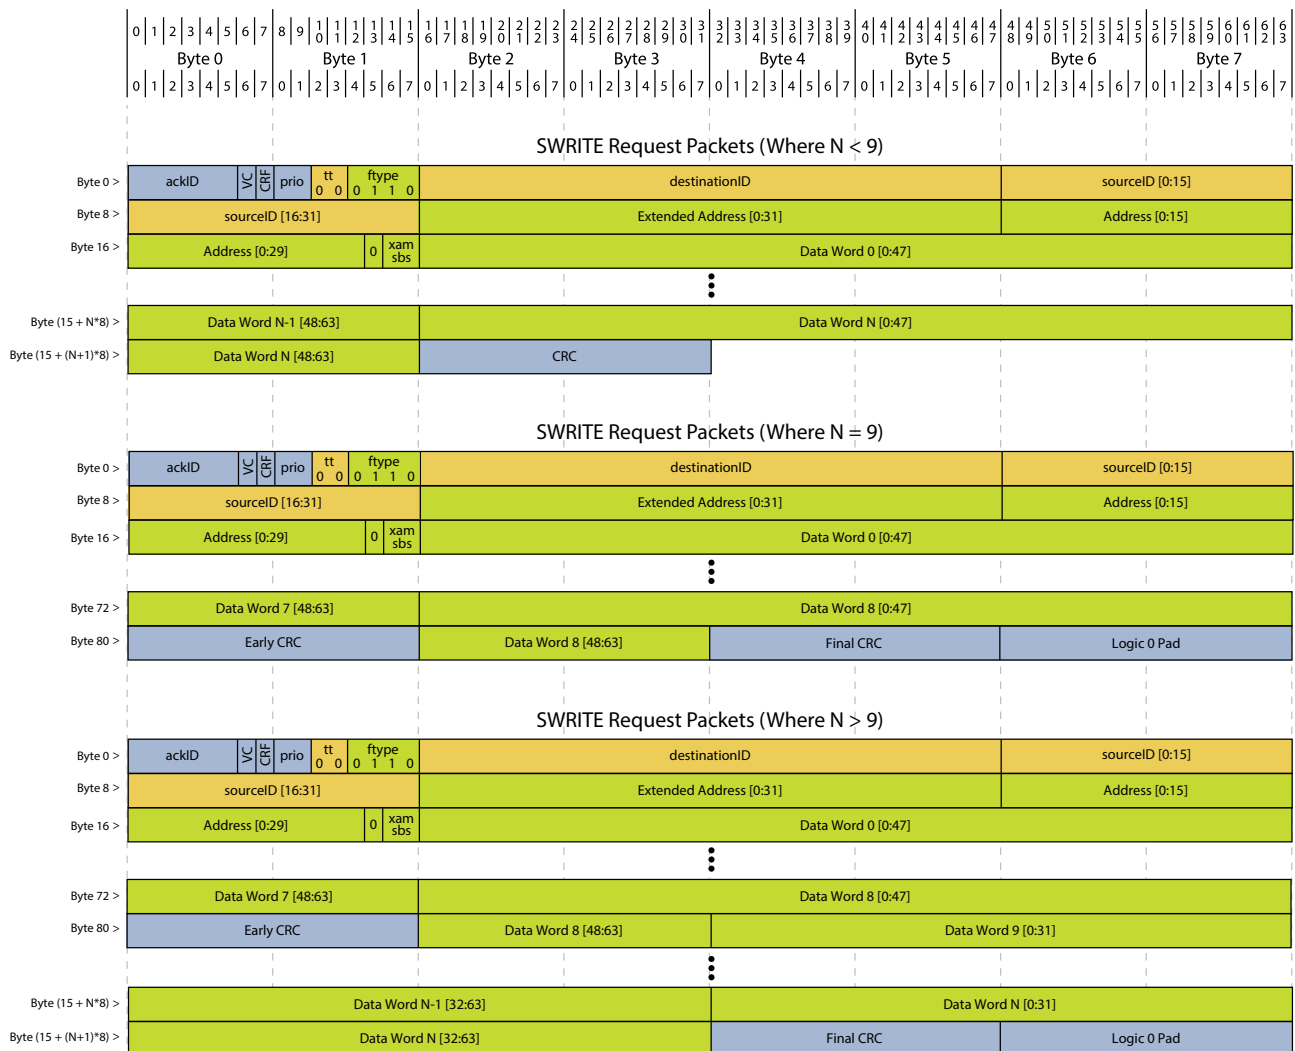 0 1 2 3 4 5 6 7 8 9 10 11 12 13 14 15 16 17 18 19 20 21 22 23 24 25 26 27 28 29 30 31 32 33 34 35 36 37 38 39 40 41 42 43 44 45 46 47 48 49 50 51 52 53 54 55 56 57 58 59 60 61 62 63
Byte 0 Byte 1 Byte 2 Byte 3 Byte 4 Byte 5 Byte 6 Byte 7
0 1 2 3 4 5 6 7 0 1 2 3 4 5 6 7 0 1 2 3 4 5 6 7 0 1 2 3 4 5 6 7 0 1 2 3 4 5 6 7 0 1 2 3 4 5 6 7 0 1 2 3 4 5 6 7 0 1 2 3 4 5 6 7
SWRITE Request Packets (Where N < 9)
Byte 0 > ackID VC CRF prio tt 0 0 ftype 0 1 1 0 destinationID sourceID [0:15]
Byte 8 > sourceID [16:31] Extended Address [0:31] Address [0:15]
Byte 16 > Address [0:29] 0 xam sbs Data Word 0 [0:47]
Byte (15 + N*8) > Data Word N-1 [48:63] Data Word N [0:47]
Byte (15 + (N+1)*8) > Data Word N [48:63] CRC
SWRITE Request Packets (Where N = 9)
Byte 0 > ackID VC CRF prio tt 0 0 ftype 0 1 1 0 destinationID sourceID [0:15]
Byte 8 > sourceID [16:31] Extended Address [0:31] Address [0:15]
Byte 16 > Address [0:29] 0 xam sbs Data Word 0 [0:47]
Byte 72 > Data Word 7 [48:63] Data Word 8 [0:47]
Byte 80 > Early CRC Data Word 8 [48:63] Final CRC Logic 0 Pad
SWRITE Request Packets (Where N > 9)
Byte 0 > ackID VC CRF prio tt 0 0 ftype 0 1 1 0 destinationID sourceID [0:15]
Byte 8 > sourceID [16:31] Extended Address [0:31] Address [0:15]
Byte 16 > Address [0:29] 0 xam sbs Data Word 0 [0:47]
Byte 72 > Data Word 7 [48:63] Data Word 8 [0:47]
Byte 80 > Early CRC Data Word 8 [48:63] Data Word 9 [0:31]
Byte (15 + N*8) > Data Word N-1 [32:63] Data Word N [0:31]
Byte (15 + (N+1)*8) > Data Word N [32:63] Final CRC Logic 0 Pad